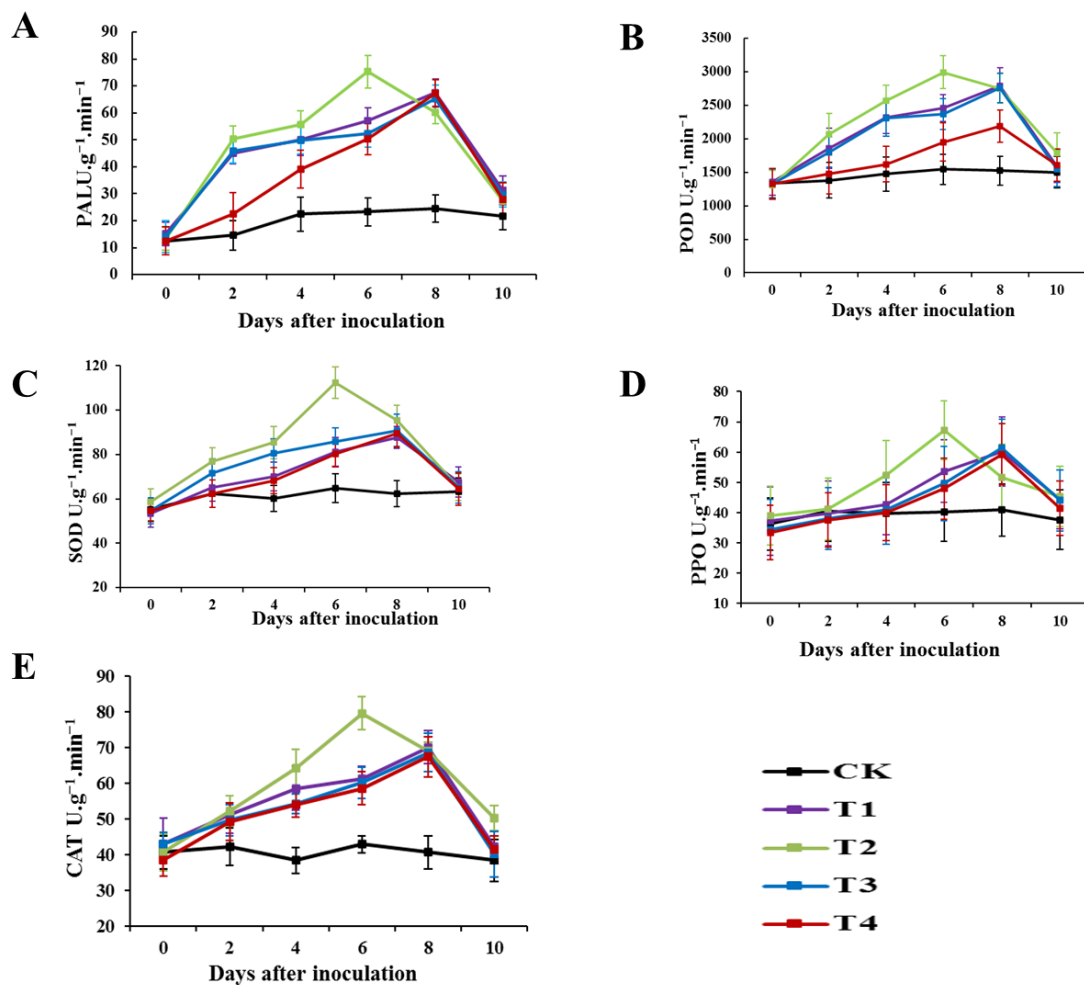 A
PALU.g⁻¹.min⁻¹
90
80
70
60
50
40
30
20
10
0
0 2 4 6 8 10
Days after inoculation
B
POD U.g⁻¹.min⁻¹
3500
3000
2500
2000
1500
1000
500
0
0 2 4 6 8 10
Days after inoculation
C
SOD U.g⁻¹.min⁻¹
120
100
80
60
40
20
0 2 4 6 8 10
Days after inoculation
D
PPO U.g⁻¹.min⁻¹
80
70
60
50
40
30
20
10
0 2 4 6 8 10
Days after inoculation
E
CAT U.g⁻¹.min⁻¹
90
80
70
60
50
40
30
20
0 2 4 6 8 10
Days after inoculation
CK
T1
T2
T3
T4